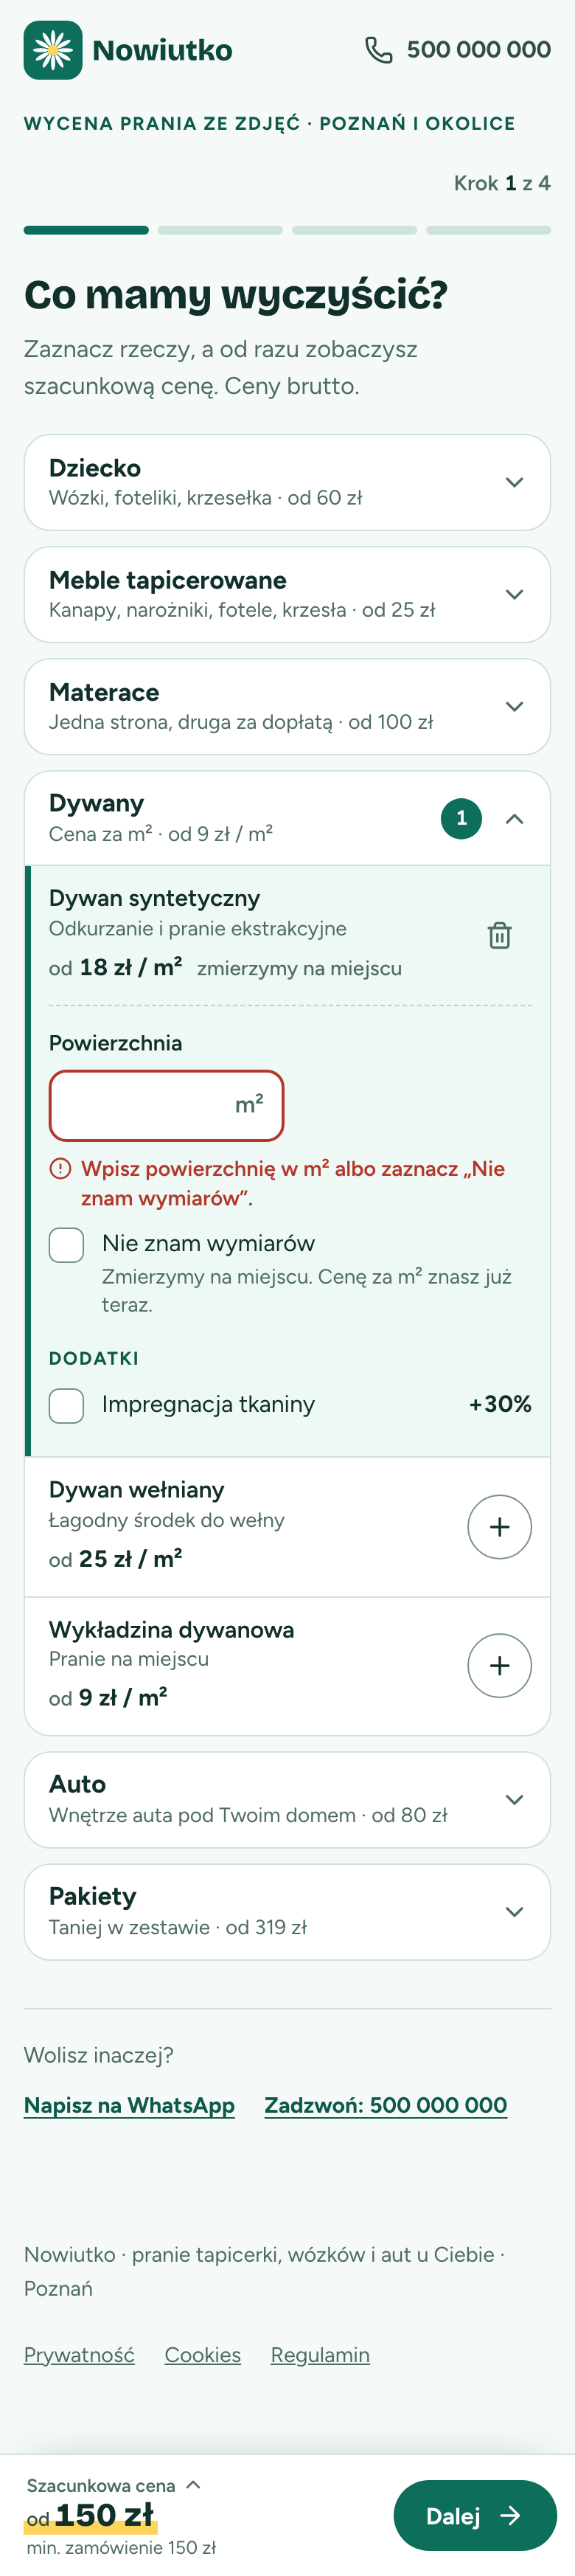 Nowiutko
500 000 000
WYCENA PRANIA ZE ZDJĘĆ · POZNAŃ I OKOLICE
Krok 1 z 4
Co mamy wyczyścić?
Zaznacz rzeczy, a od razu zobaczysz
szacunkową cenę. Ceny brutto.
Dziecko
Wózki, foteliki, krzesełka · od 60 zł
Meble tapicerowane
Kanapy, narożniki, fotele, krzesła · od 25 zł
Materace
Jedna strona, druga za dopłatą · od 100 zł
Dywany
Cena za m² · od 9 zł / m²
1
Dywan syntetyczny
Odkurzanie i pranie ekstrakcyjne
od 18 zł / m² zmierzymy na miejscu
Powierzchnia
m²
Wpisz powierzchnię w m² albo zaznacz „Nie
znam wymiarów”.
Nie znam wymiarów
Zmierzymy na miejscu. Cenę za m² znasz już
teraz.
DODATKI
Impregnacja tkaniny +30%
Dywan wełniany
Łagodny środek do wełny
od 25 zł / m²
Wykładzina dywanowa
Pranie na miejscu
od 9 zł / m²
Auto
Wnętrze auta pod Twoim domem · od 80 zł
Pakiety
Taniej w zestawie · od 319 zł
Wolisz inaczej?
Napisz na WhatsApp Zadzwoń: 500 000 000
Nowiutko · pranie tapicerki, wózków i aut u Ciebie ·
Poznań
Prywatność Cookies Regulamin
Szacunkowa cena
od 150 zł
min. zamówienie 150 zł
Dalej